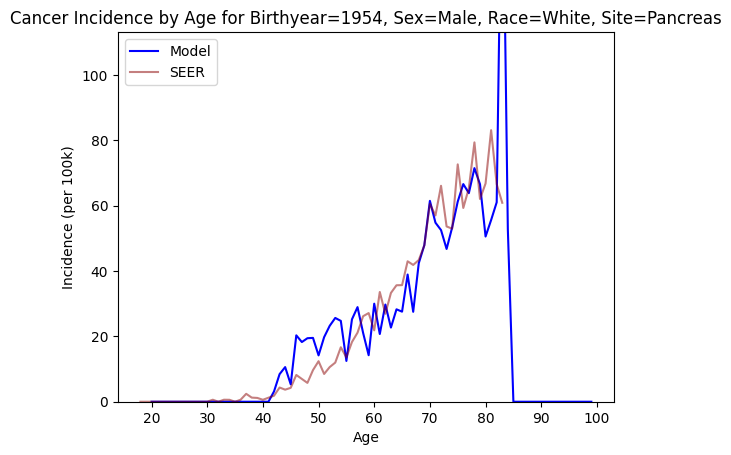 Cancer Incidence by Age for Birthyear=1954, Sex=Male, Race=White, Site=Pancreas
Model
SEER
100
80
60
40
20
0
Incidence (per 100k)
20 30 40 50 60 70 80 90 100
Age